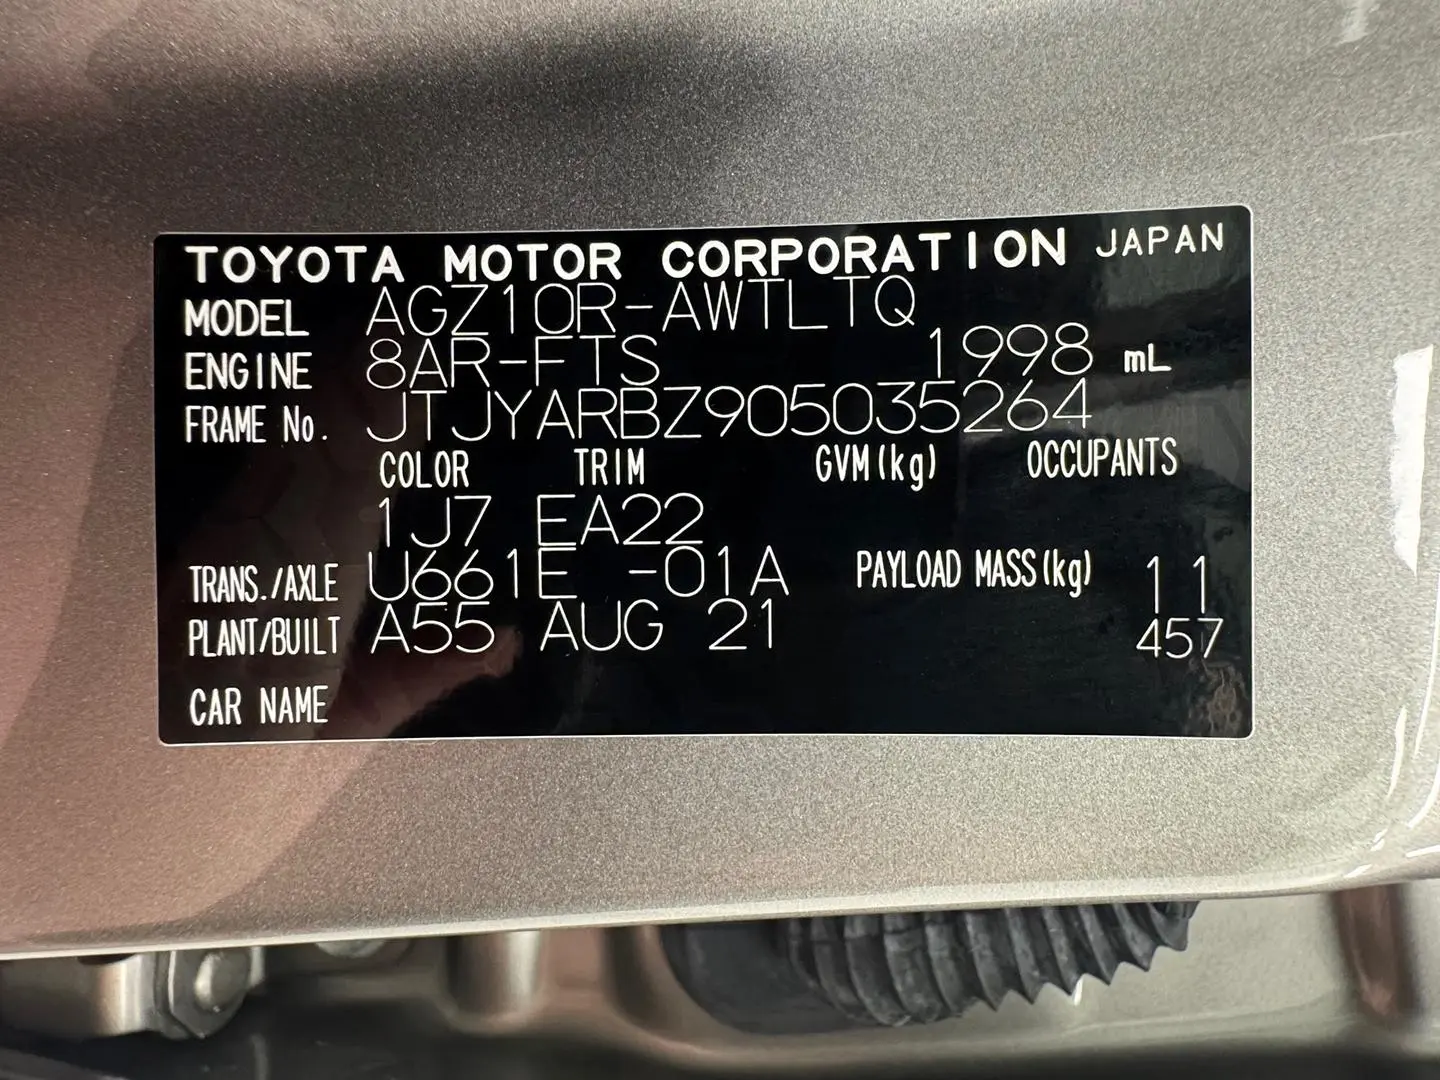 TOYOTA MOTOR CORPORATION JAPAN
MODEL AGZ10R-AWTLTQ
ENGINE 8AR-FTS 1998 mL
FRAME No. JTJYARBZ905035264
COLOR TRIM GVM(kg) OCCUPANTS
1J7 EA22
TRANS./AXLE U661E -01A PAYLOAD MASS(kg) 11
PLANT/BUILT A55 AUG 21 457
CAR NAME